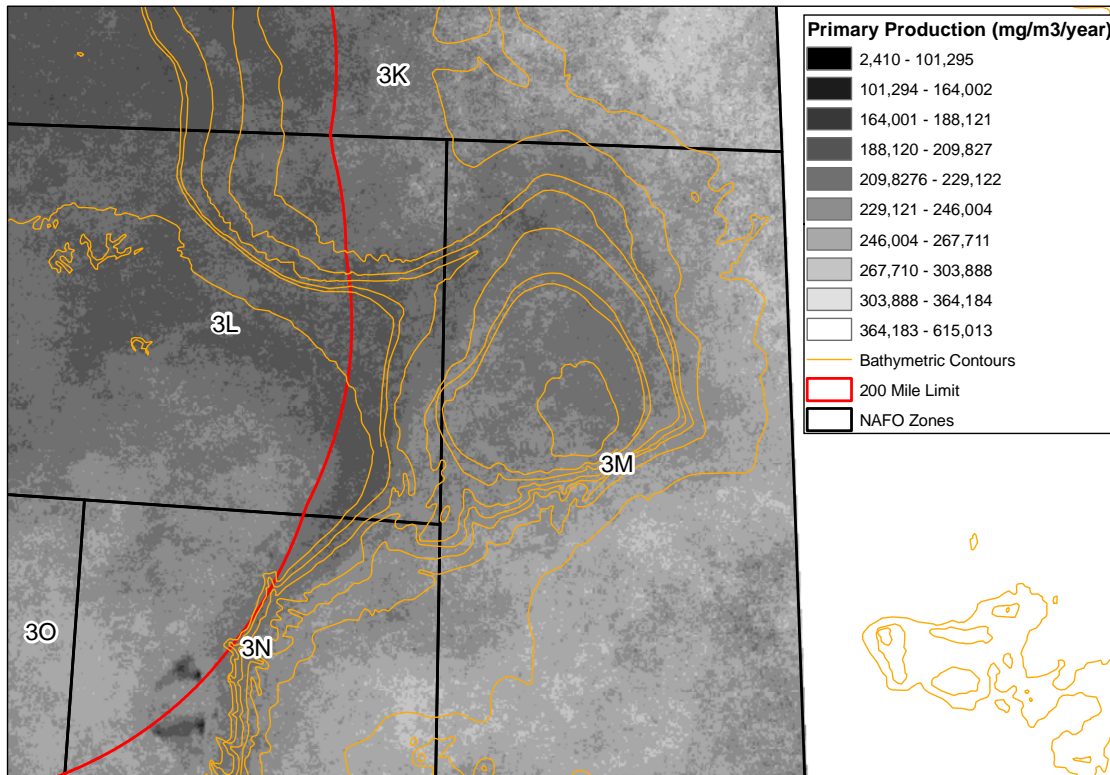 3K
3L
3M
3O
3N
Primary Production (mg/m3/year)
2,410 - 101,295
101,294 - 164,002
164,001 - 188,121
188,120 - 209,827
209,8276 - 229,122
229,121 - 246,004
246,004 - 267,711
267,710 - 303,888
303,888 - 364,184
364,183 - 615,013
Bathymetric Contours
200 Mile Limit
NAFO Zones